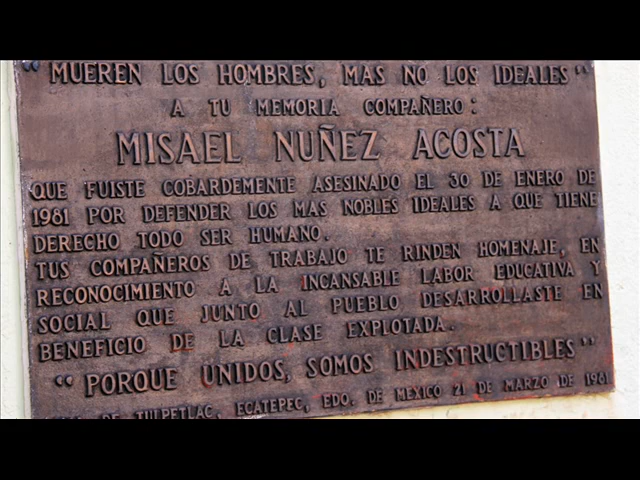 "MUEREN LOS HOMBRES, MAS NO LOS IDEALES"
A TU MEMORIA COMPAÑERO:
MISAEL NUÑEZ ACOSTA
QUE FUISTE COBARDEMENTE ASESINADO EL 30 DE ENERO DE
1981 POR DEFENDER LOS MAS NOBLES IDEALES A QUE TIENE
DERECHO TODO SER HUMANO.
TUS COMPAÑEROS DE TRABAJO TE RINDEN HOMENAJE, EN
RECONOCIMIENTO A LA INCANSABLE LABOR EDUCATIVA Y
SOCIAL QUE JUNTO AL PUEBLO DESARROLLASTE EN
BENEFICIO DE LA CLASE EXPLOTADA.
"PORQUE UNIDOS, SOMOS INDESTRUCTIBLES"
DE TULPETLAC, ECATEPEC, EDO. DE MEXICO 21 DE MARZO DE 1981